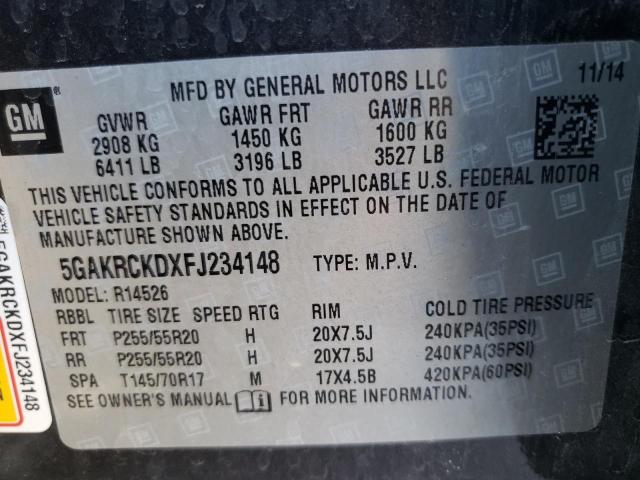 GM
MFD BY GENERAL MOTORS LLC
11/14
GVWR GAWR FRT GAWR RR
2908 KG 1450 KG 1600 KG
6411 LB 3196 LB 3527 LB
THIS VEHICLE CONFORMS TO ALL APPLICABLE U.S. FEDERAL MOTOR
VEHICLE SAFETY STANDARDS IN EFFECT ON THE DATE OF
MANUFACTURE SHOWN ABOVE.
5GAKRCKDXFJ234148 TYPE: M.P.V.
MODEL: R14526
RBBL TIRE SIZE SPEED RTG RIM COLD TIRE PRESSURE
FRT P255/55R20 H 20X7.5J 240KPA(35PSI)
RR P255/55R20 H 20X7.5J 240KPA(35PSI)
SPA T145/70R17 M 17X4.5B 420KPA(60PSI)
SEE OWNER'S MANUAL FOR MORE INFORMATION.
5GAKRCKDXFJ234148